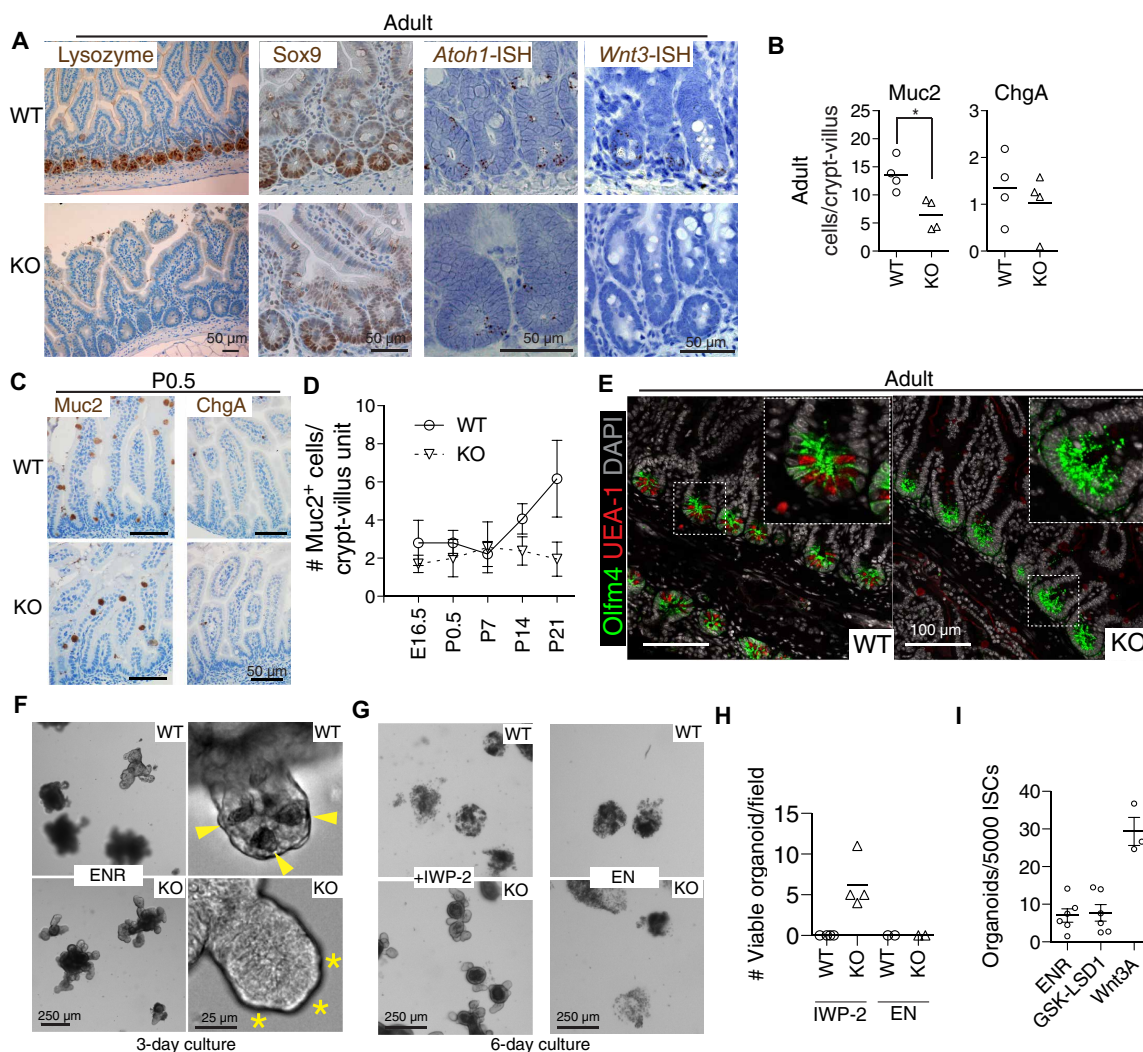 A
Adult
Lysozyme
Sox9
Atoh1-ISH
Wnt3-ISH
WT
KO
50 µm
50 µm
50 µm
50 µm
B
Adult
cells/crypt-villus
Muc2
25
20
15
10
5
0
*
WT
KO
ChgA
3
2
1
0
WT
KO
C
P0.5
Muc2
ChgA
WT
KO
50 µm
D
# Muc2+ cells/
crypt-villus unit
10
8
6
4
2
0
WT
KO
E16.5
P0.5
P7
P14
P21
E
Adult
Olfm4 UEA-1 DAPI
WT
100 µm
KO
F
WT
WT
ENR
KO
KO
250 µm
25 µm
3-day culture
G
WT
WT
+IWP-2
EN
KO
KO
250 µm
250 µm
6-day culture
H
# Viable organoid/field
15
10
5
0
WT
KO
WT
KO
IWP-2
EN
I
Organoids/5000 ISCs
40
30
20
10
0
ENR
GSK-LSD1
Wnt3A